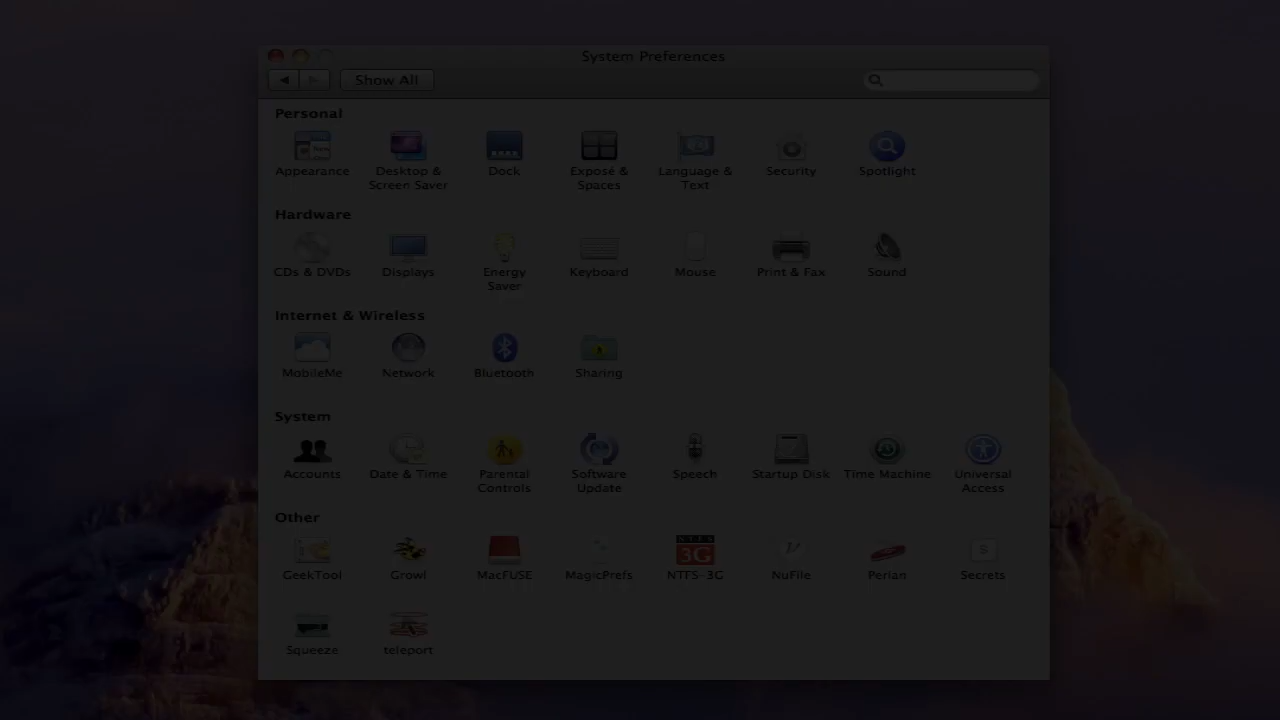 System Preferences
Show All
Personal
Appearance
Desktop &
Screen Saver
Dock
Exposé &
Spaces
Language &
Text
Security
Spotlight
Hardware
CDs & DVDs
Displays
Energy
Saver
Keyboard
Mouse
Print & Fax
Sound
Internet & Wireless
MobileMe
Network
Bluetooth
Sharing
System
Accounts
Date & Time
Parental
Controls
Software
Update
Speech
Startup Disk
Time Machine
Universal
Access
Other
NTFS
3G
S
GeekTool
Growl
MacFUSE
MagicPrefs
NTFS-3G
NuFile
Perian
Secrets
Squeeze
teleport